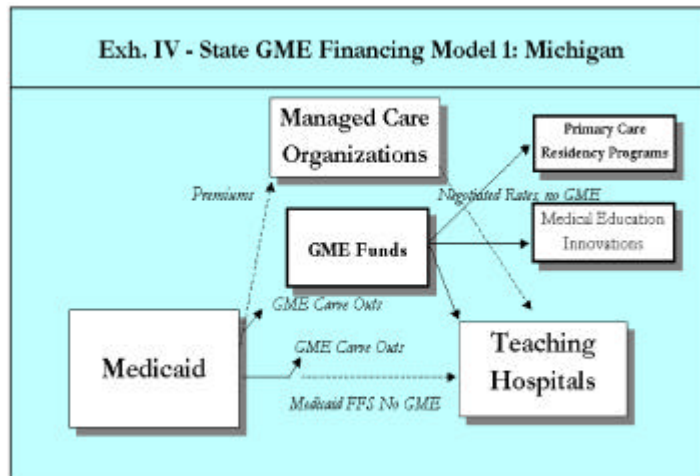 Exh. IV - State GME Financing Model 1: Michigan
Managed Care
Organizations
Primary Care
Residency Programs
Premiums
Negotiated Rates, no GME
GME Funds
Medical Education
Innovations
GME Carve Outs
Medicaid
GME Carve Outs
Teaching
Hospitals
Medicaid FFS No GME